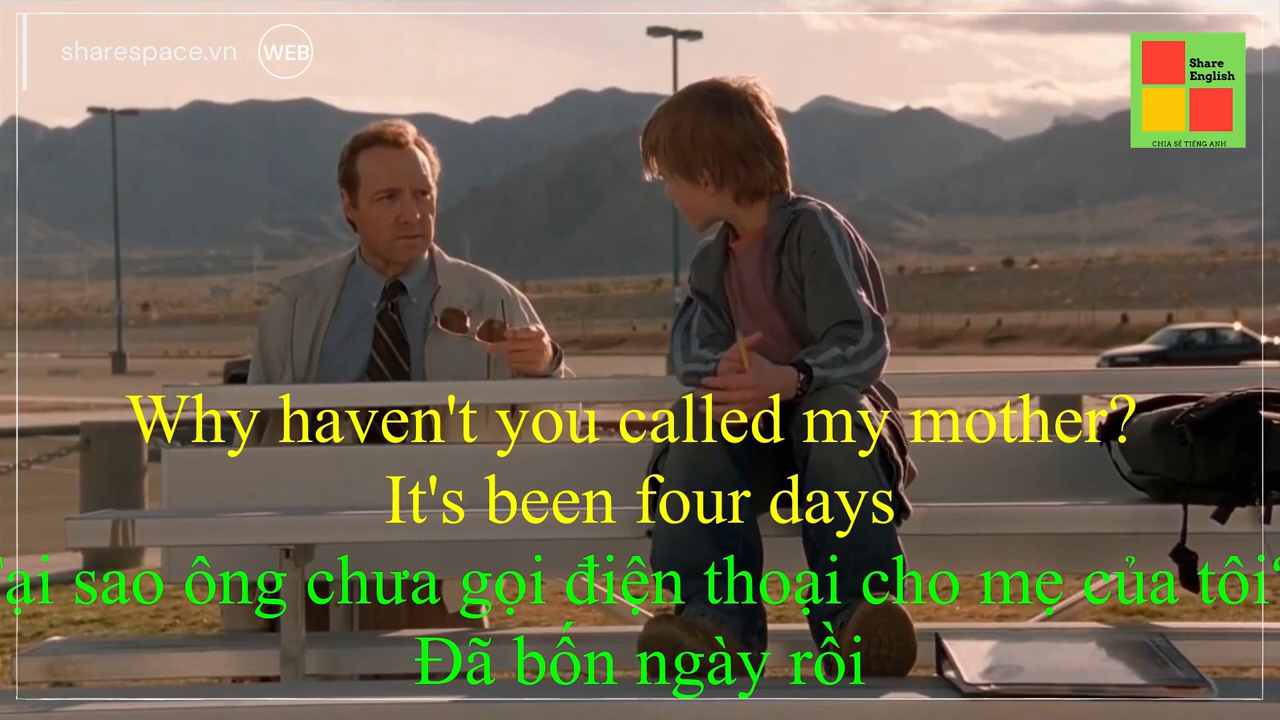 sharespace.vn WEB
Share
English
CHIA SẺ TIẾNG ANH
Why haven't you called my mother?
It's been four days
ại sao ông chưa gọi điện thoại cho mẹ của tôi?
Đã bốn ngày rồi